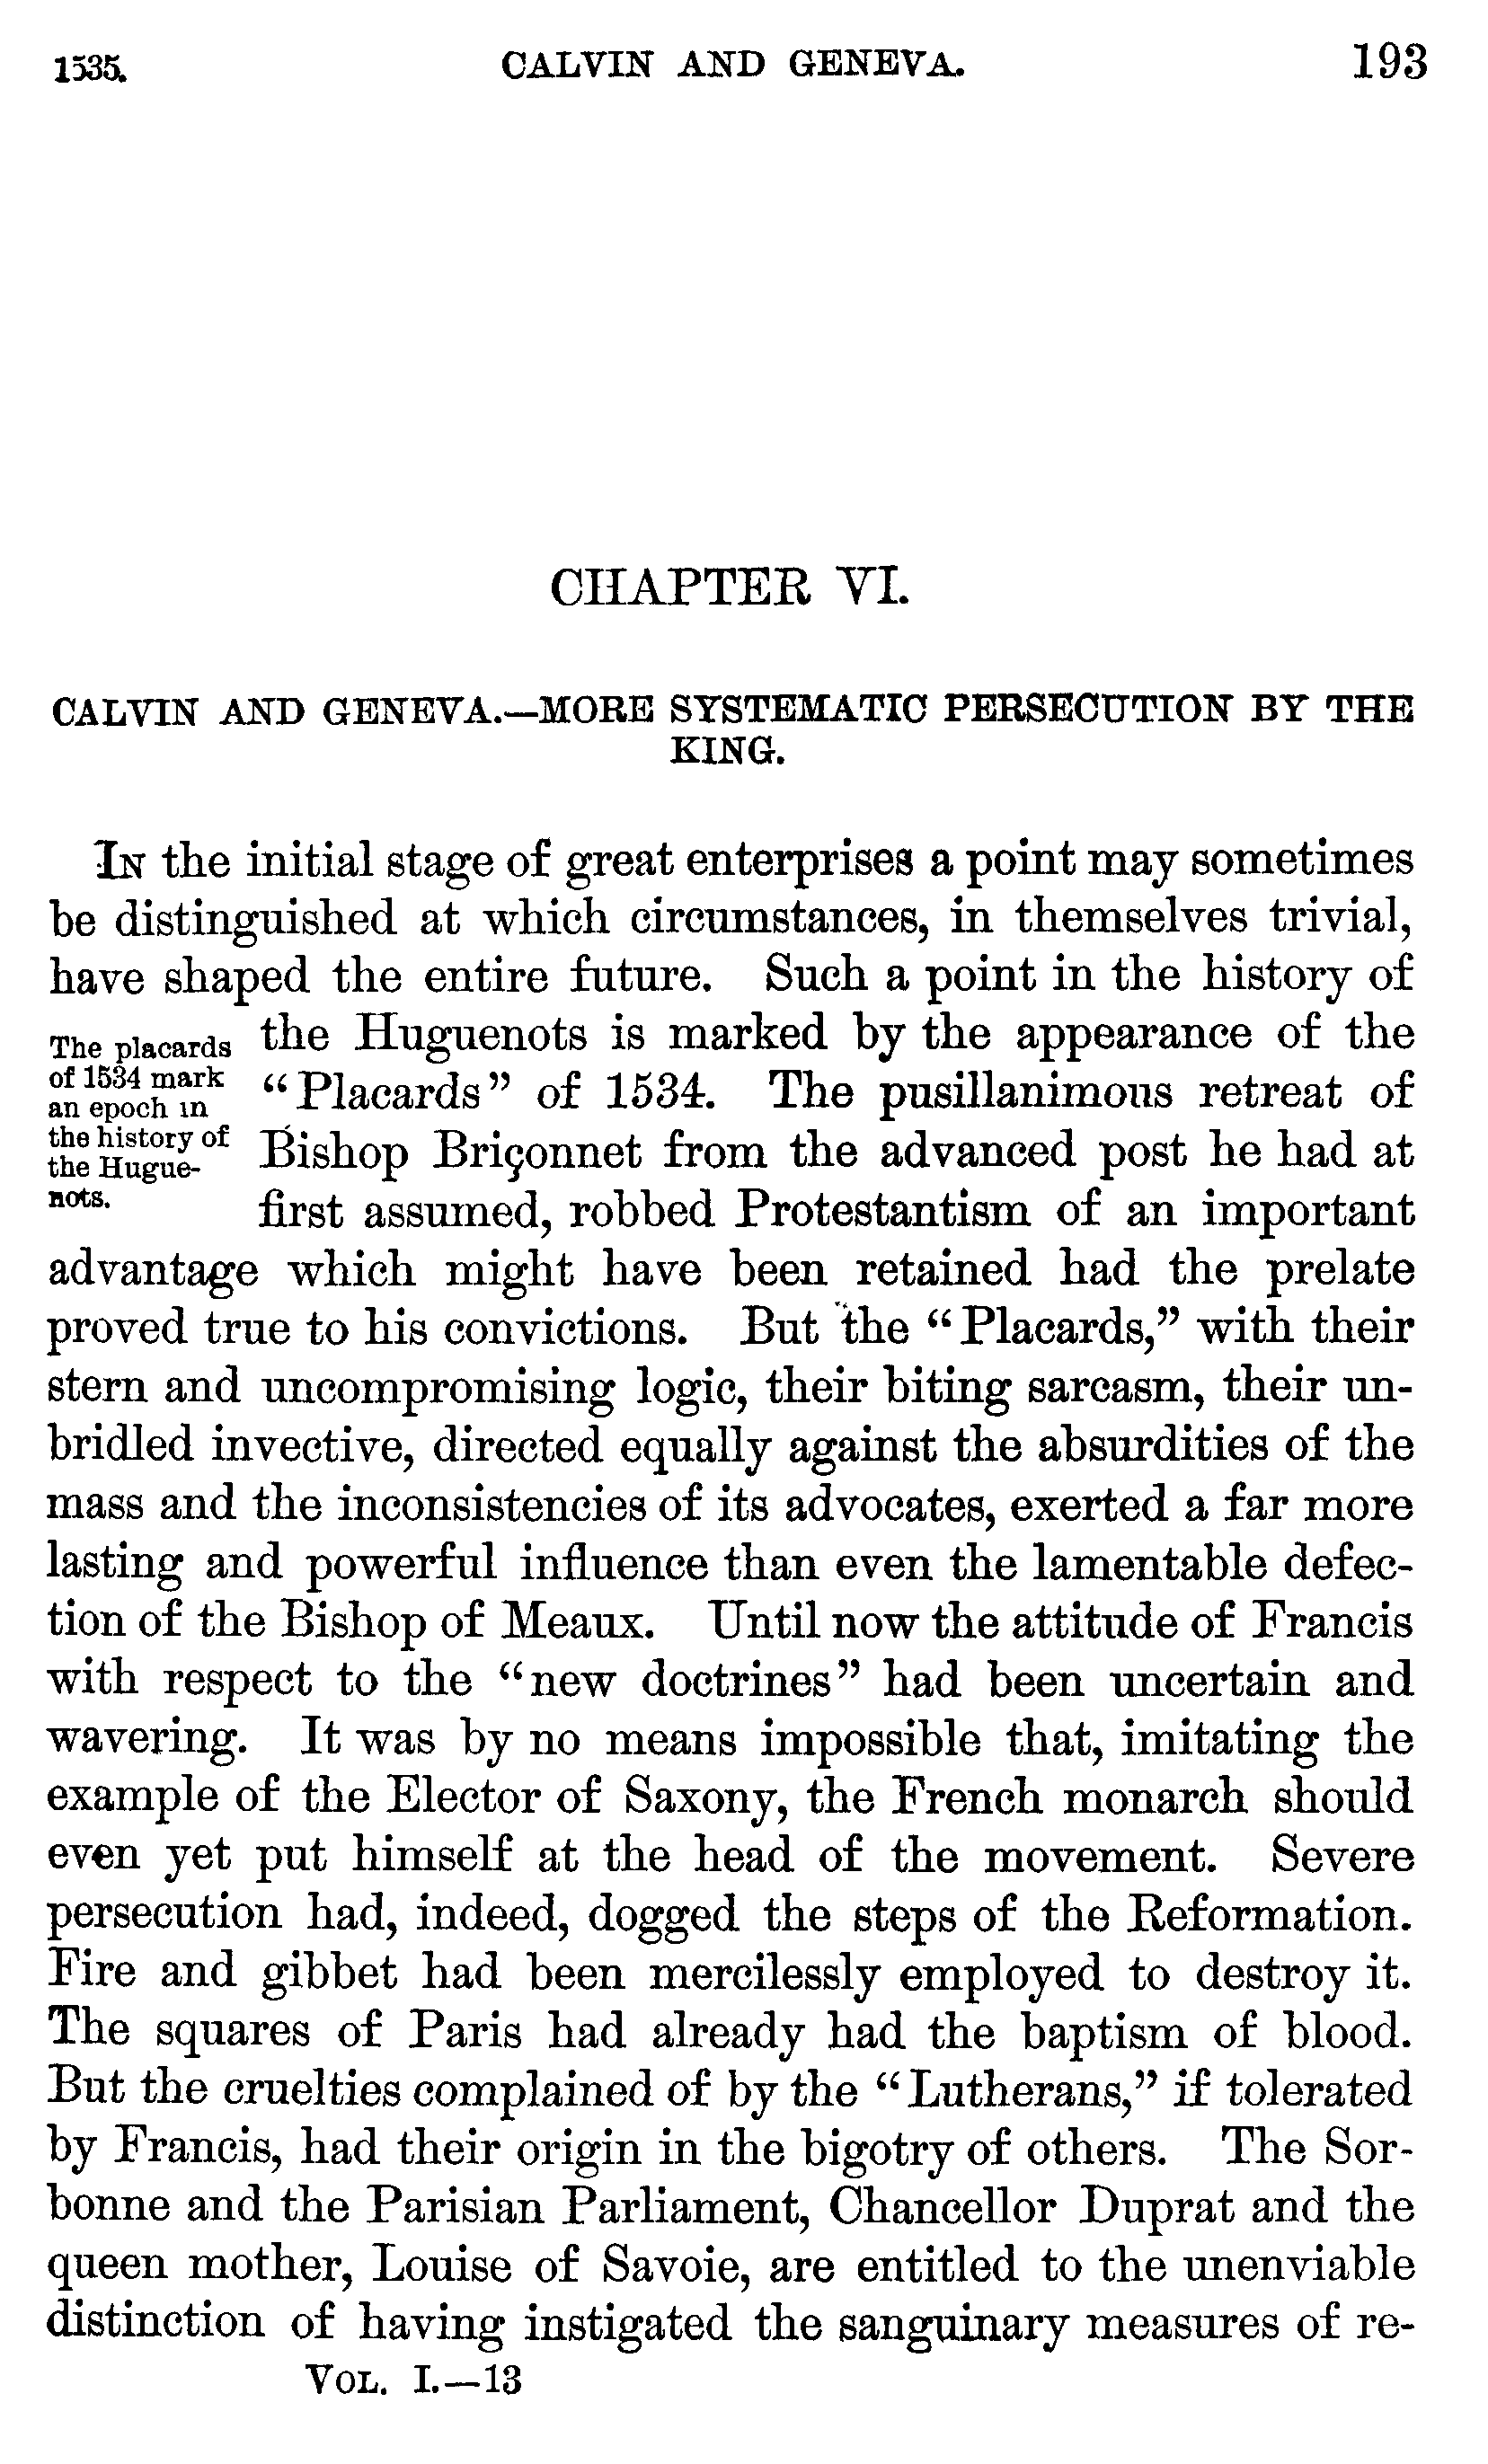 1535. CALVIN AND GENEVA. 193
CHAPTER VI.
CALVIN AND GENEVA.—MORE SYSTEMATIC PERSECUTION BY THE
KING.
In the initial stage of great enterprises a point may sometimes
be distinguished at which circumstances, in themselves trivial,
have shaped the entire future. Such a point in the history of
The placards
of 1534 mark
an epoch in
the history of
the Hugue-
nots.
the Huguenots is marked by the appearance of the
“Placards” of 1534. The pusillanimous retreat of
Bishop Briçonnet from the advanced post he had at
first assumed, robbed Protestantism of an important
advantage which might have been retained had the prelate
proved true to his convictions. But the “Placards,” with their
stern and uncompromising logic, their biting sarcasm, their un-
bridled invective, directed equally against the absurdities of the
mass and the inconsistencies of its advocates, exerted a far more
lasting and powerful influence than even the lamentable defec-
tion of the Bishop of Meaux. Until now the attitude of Francis
with respect to the “new doctrines” had been uncertain and
wavering. It was by no means impossible that, imitating the
example of the Elector of Saxony, the French monarch should
even yet put himself at the head of the movement. Severe
persecution had, indeed, dogged the steps of the Reformation.
Fire and gibbet had been mercilessly employed to destroy it.
The squares of Paris had already had the baptism of blood.
But the cruelties complained of by the “Lutherans,” if tolerated
by Francis, had their origin in the bigotry of others. The Sor-
bonne and the Parisian Parliament, Chancellor Duprat and the
queen mother, Louise of Savoie, are entitled to the unenviable
distinction of having instigated the sanguinary measures of re-
Vol. I.—13